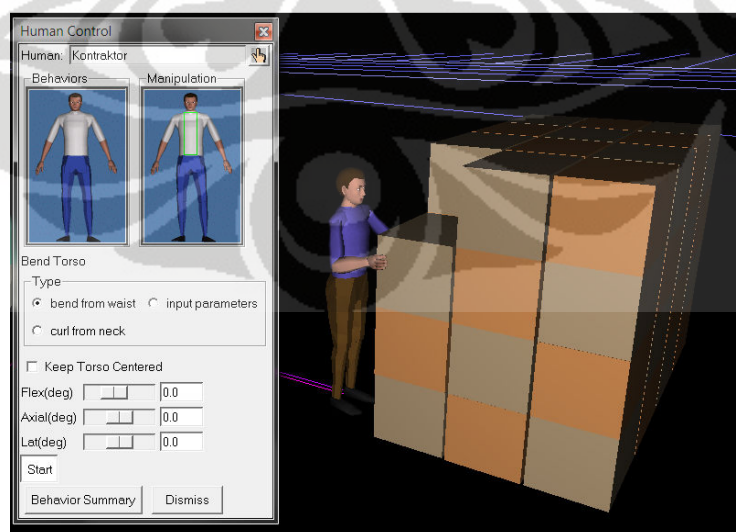 Human Control
Human: Kontraktor
Behaviors
Manipulation
Bend Torso
Type
bend from waist
input parameters
curl from neck
Keep Torso Centered
Flex(deg) 0.0
Axial(deg) 0.0
Lat(deg) 0.0
Start
Behavior Summary
Dismiss